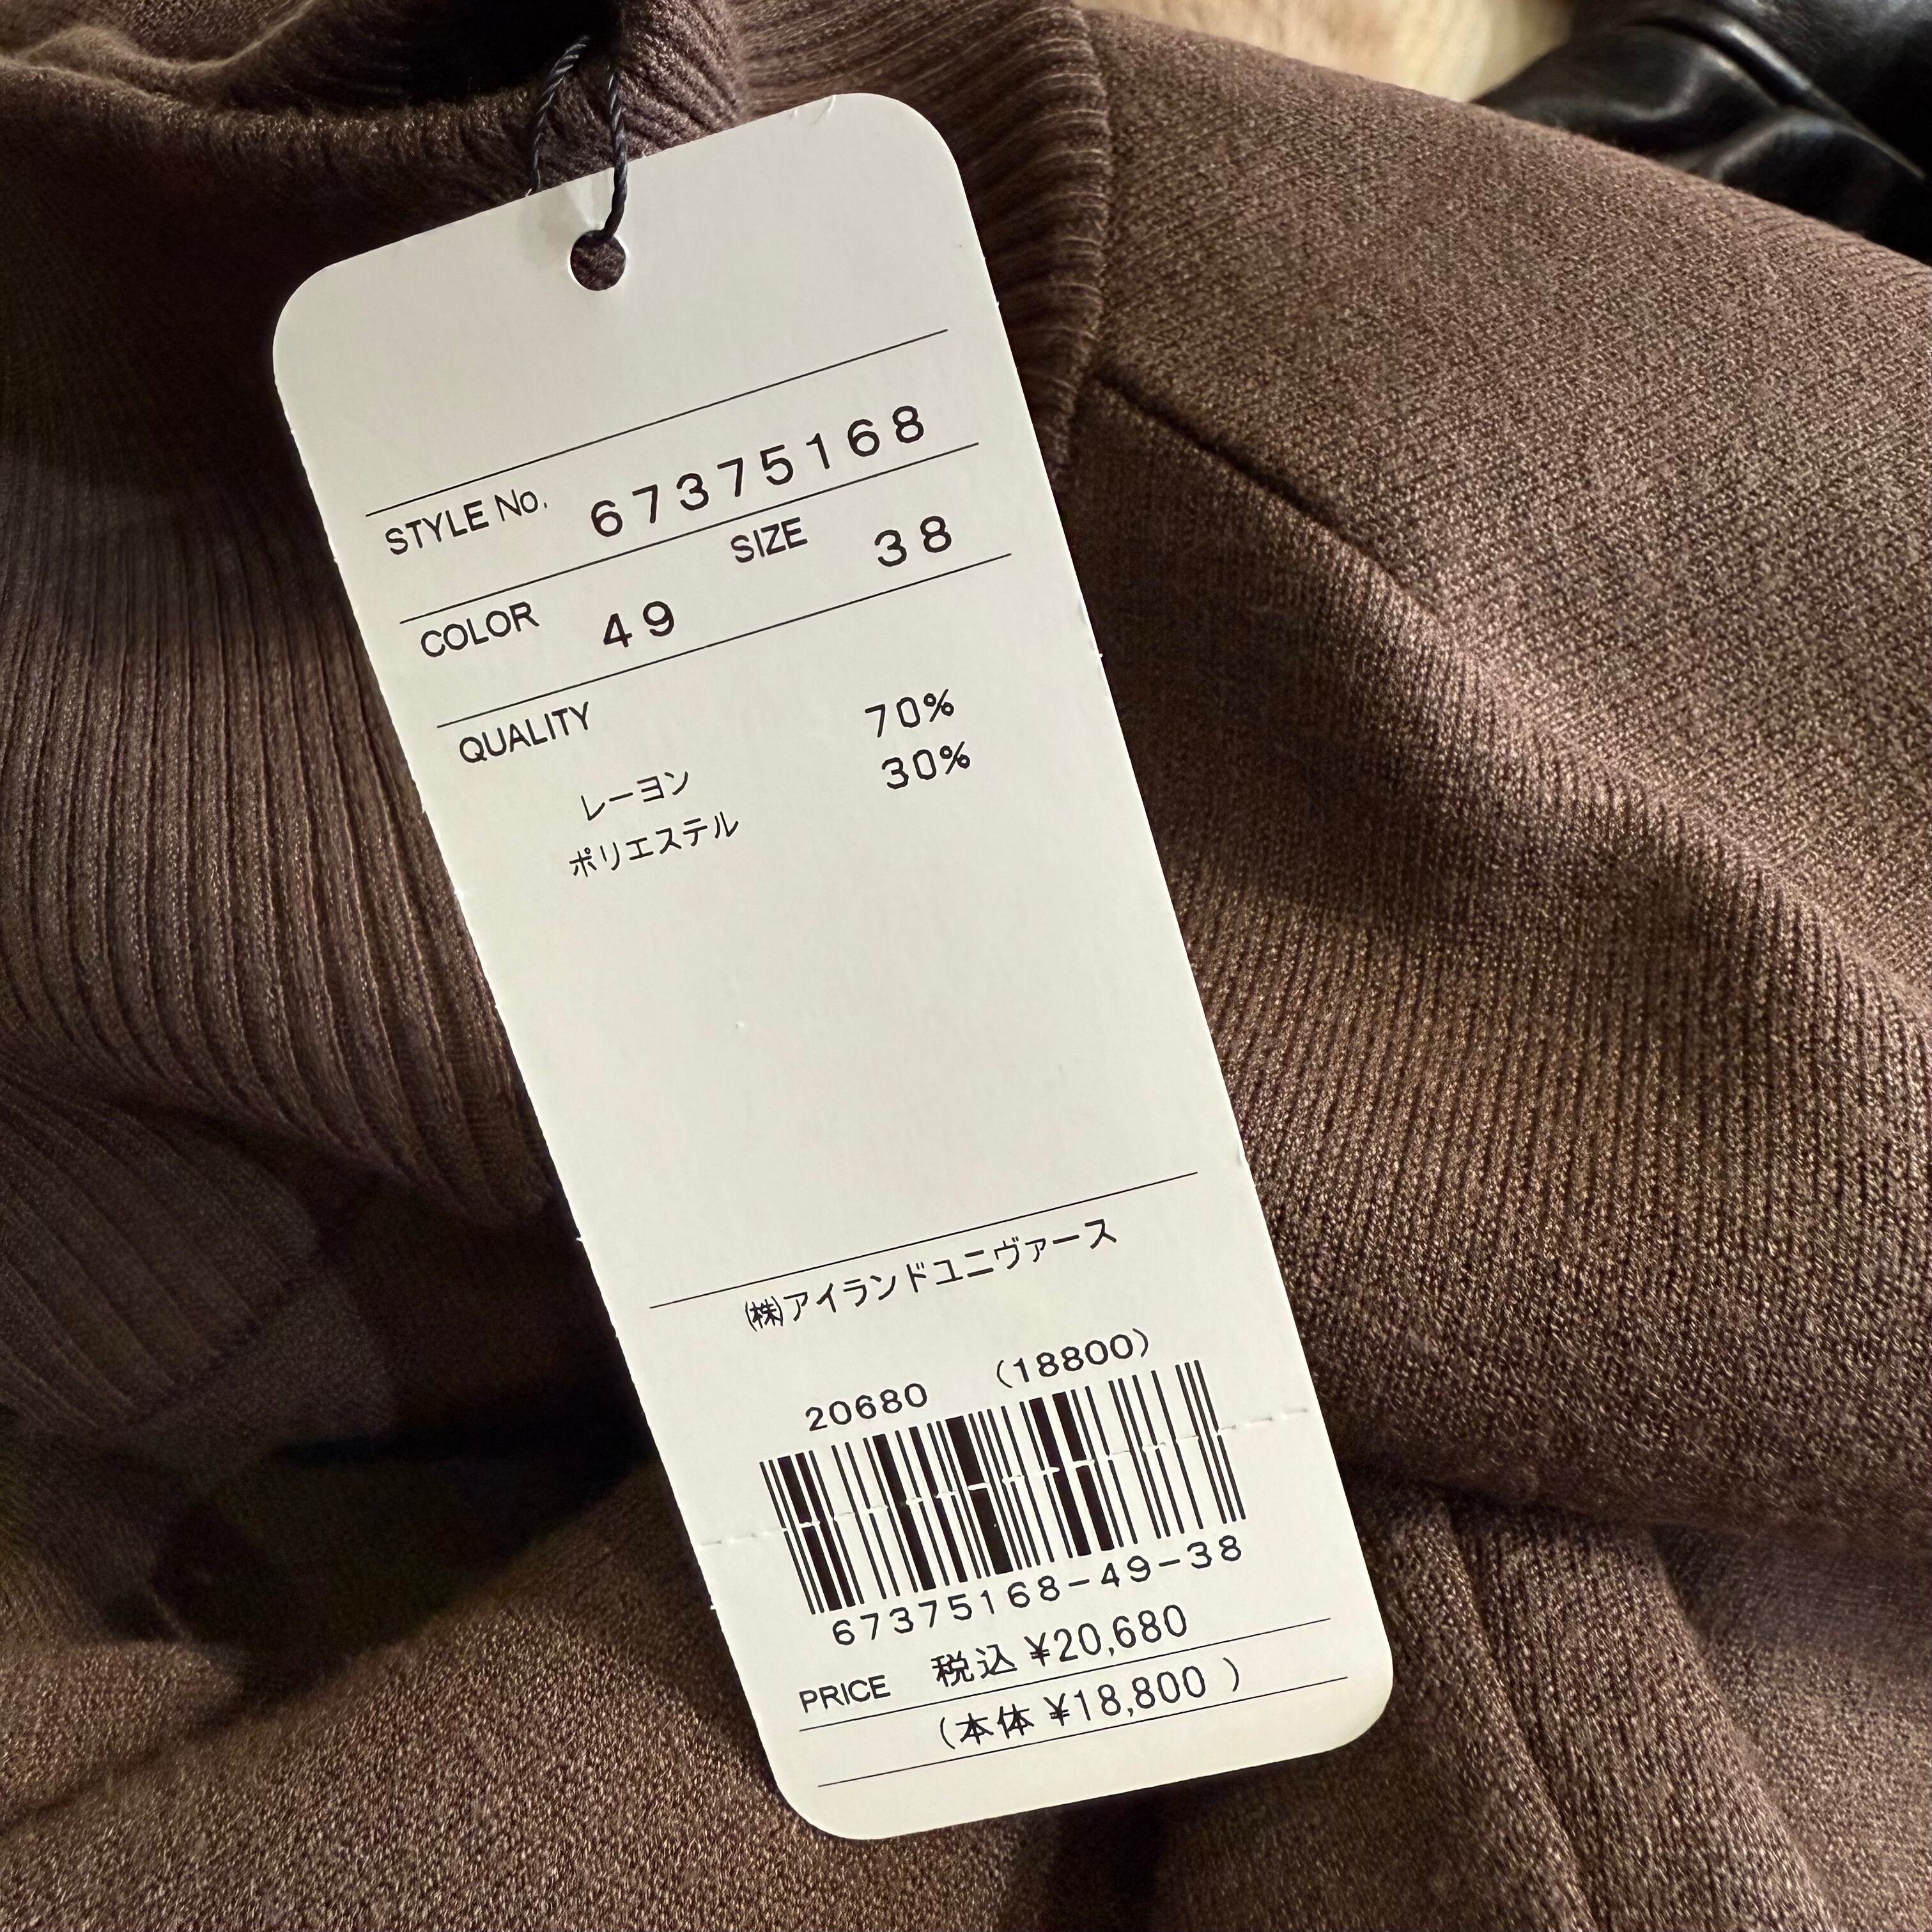 STYLE No. 67375168
COLOR 49 SIZE 38
QUALITY
レーヨン 70%
ポリエステル 30%
㈱アイランドユニヴァース
20680 (18800)
67375168-49-38
PRICE 税込 ¥20,680
(本体 ¥18,800 )